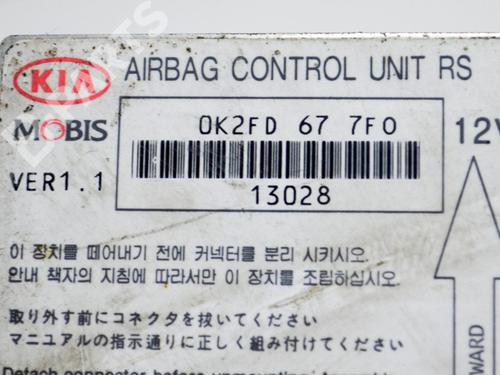 KIA AIRBAG CONTROL UNIT RS
MOBIS
0K2FD 67 7F0
12V
VER1.1
13028
이 장치를 떼어내기 전에 커넥터를 분리 시키시오.
안내 책자의 지침에 따라서만 이 장치를 조립하십시오.
取り外す前にコネクタを抜いてください
マニュアルの指示通りに正しく組み付けてください
Detach connector before unmounting
WARD